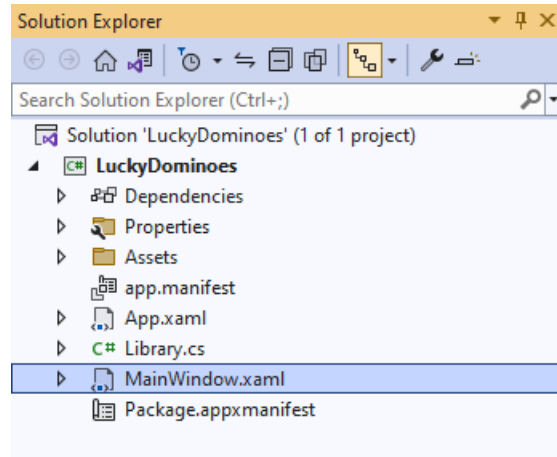 Solution Explorer
Search Solution Explorer (Ctrl+;)
Solution 'LuckyDominoes' (1 of 1 project)
C# LuckyDominoes
Dependencies
Properties
Assets
app.manifest
App.xaml
C# Library.cs
MainWindow.xaml
Package.appxmanifest